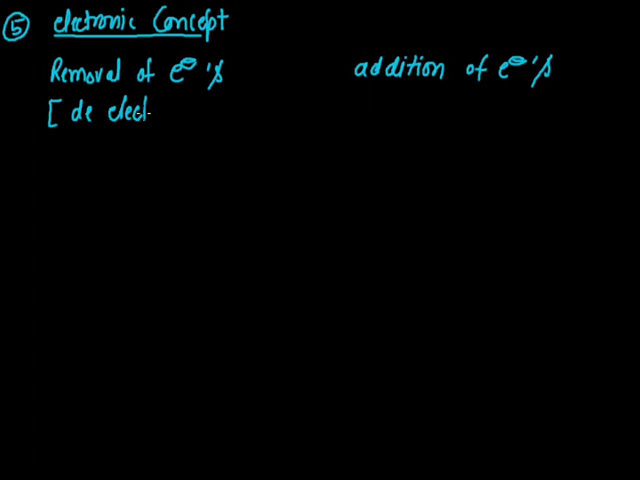 ⑤ electronic Concept
Removal of e⊖'s addition of e⊖'s
[ de elect